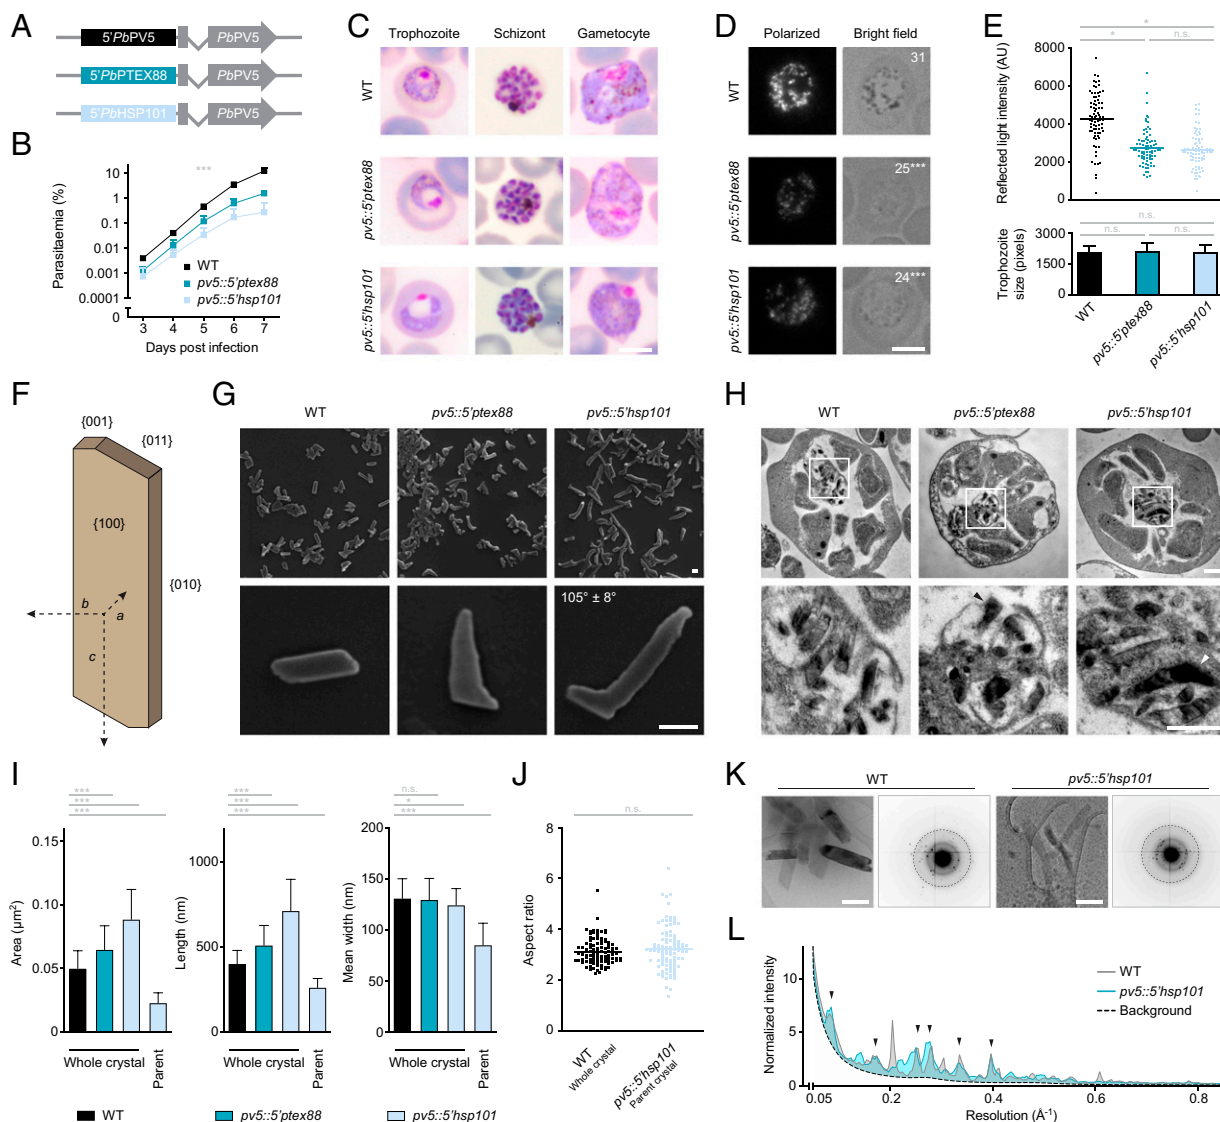 A
5'PbPV5 PbPV5
5'PbPTEX88 PbPV5
5'PbHSP101 PbPV5
B
Parasitaemia (%)
10
1
0.1
0.01
0.001
0.0001
0
***
WT
pv5::5'ptex88
pv5::5'hsp101
3 4 5 6 7
Days post infection
C
Trophozoite Schizont Gametocyte
WT
pv5::5'ptex88
pv5::5'hsp101
D
Polarized Bright field
WT
31
pv5::5'ptex88
25***
pv5::5'hsp101
24***
E
*
* n.s.
Reflected light intensity (AU)
8000
6000
4000
2000
0
n.s.
n.s. n.s.
Trophozoite
size (pixels)
3000
1500
0
WT
pv5::5'ptex88
pv5::5'hsp101
F
{001}
{011}
{100}
{010}
b
a
c
G
WT pv5::5'ptex88 pv5::5'hsp101
105° ± 8°
H
WT pv5::5'ptex88 pv5::5'hsp101
I
***
***
***
Area (µm²)
0.15
0.10
0.05
0
Whole crystal
Parent
***
***
***
Length (nm)
1000
500
0
Whole crystal
Parent
n.s.
*
***
Mean width (nm)
200
150
100
50
0
Whole crystal
Parent
WT
pv5::5'ptex88
pv5::5'hsp101
J
n.s.
Aspect ratio
8
6
4
2
0
WT
Whole crystal
pv5::5'hsp101
Parent crystal
K
WT pv5::5'hsp101
L
Normalized intensity
10
5
0
WT
pv5::5'hsp101
Background
0.05 0.2 0.4 0.6 0.8
Resolution (Å⁻¹)